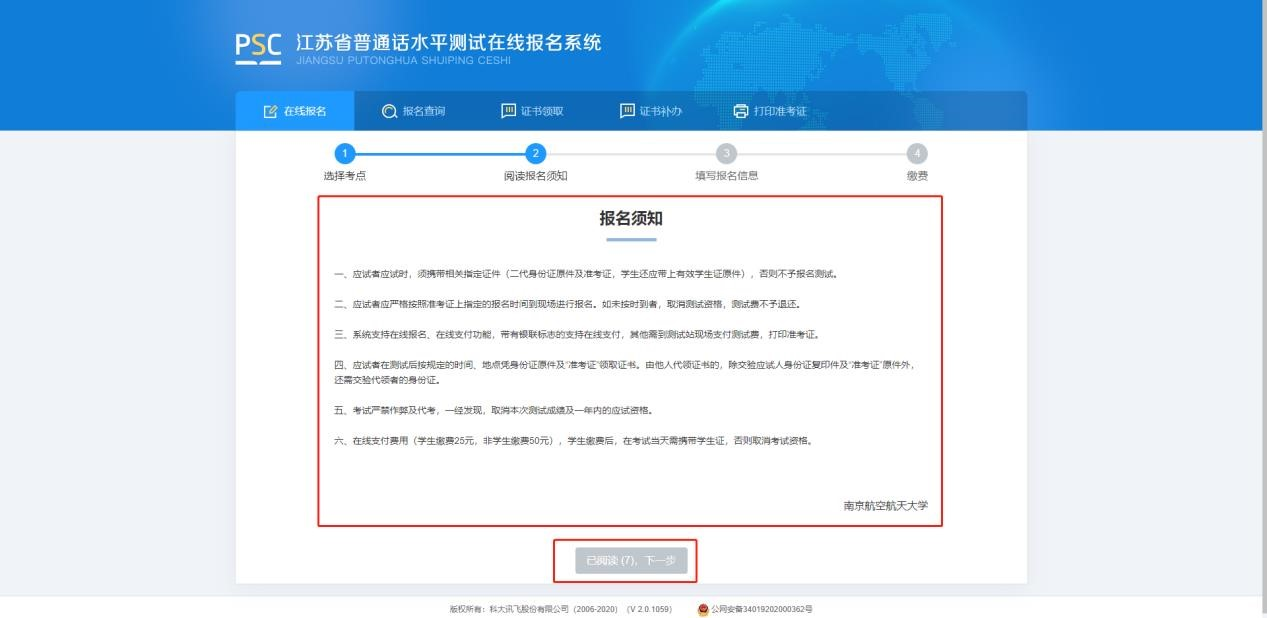 PSC 江苏省普通话水平测试在线报名系统
JIANGSU PUTONGHUA SHUIPING CESHI
在线报名 报名查询 证书领取 证书补办 打印准考证
1 2 3 4
选择考点 阅读报名须知 填写报名信息 缴费
报名须知
一、应试者应试时，须携带相关指定证件（二代身份证原件及准考证，学生还应带上有效学生证原件），否则不予报名测试。
二、应试者应严格按照准考证上指定的报名时间到现场进行报名。如未按时到者，取消测试资格，测试费不予退还。
三、系统支持在线报名、在线支付功能，带有银联标志的支持在线支付，其他需到测试站现场支付测试费，打印准考证。
四、应试者在测试后按规定的时间、地点凭身份证原件及“准考证”领取证书。由他人代领证书的，除交验应试人身份证复印件及“准考证”原件外，
还需交验代领者的身份证。
五、考试严禁作弊及代考，一经发现，取消本次测试成绩及一年内的应试资格。
六、在线支付费用（学生缴费25元，非学生缴费50元），学生缴费后，在考试当天需携带学生证，否则取消考试资格。
南京航空航天大学
已阅读 (7)，下一步
版权所有：科大讯飞股份有限公司（2006-2020）（V 2.0.1059） 公网安备34019202000362号